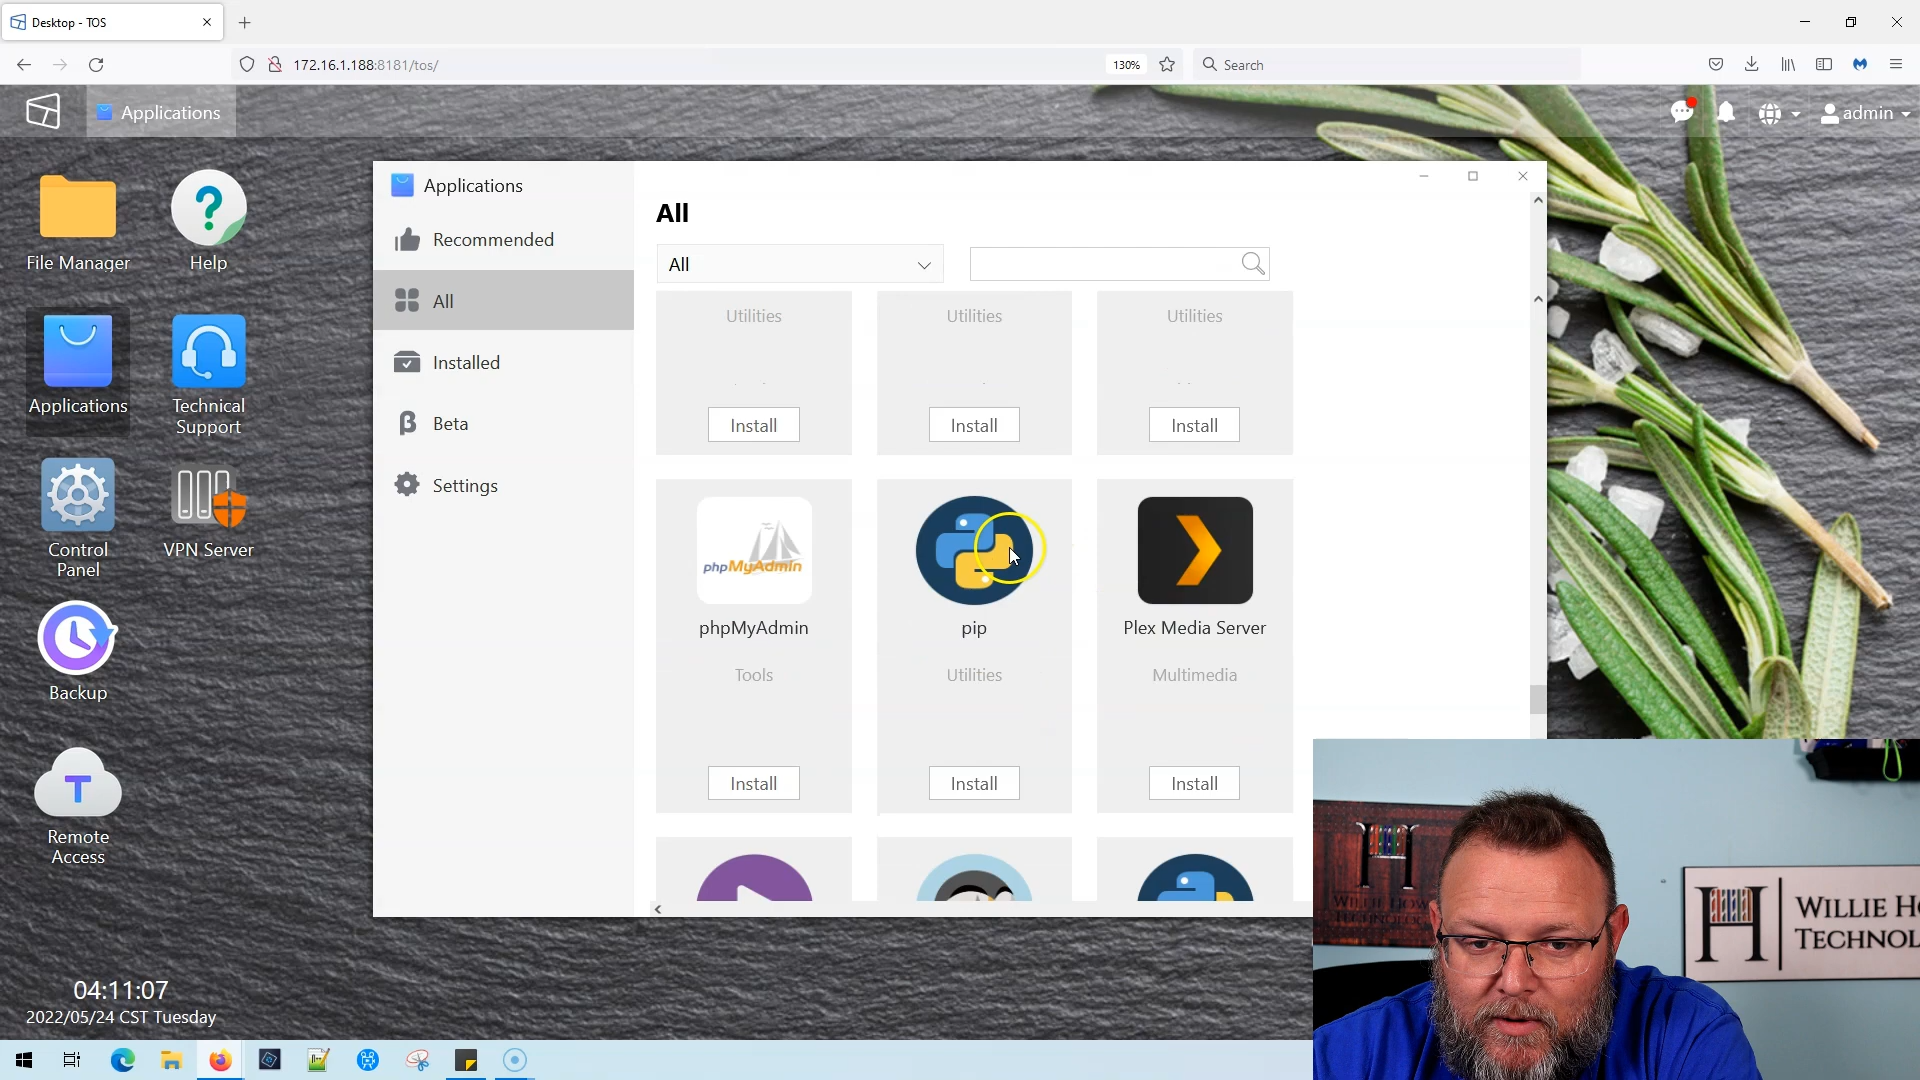 Desktop - TOS
172.16.1.188:8181/tos/
130%
Search
Applications
admin
File Manager
Help
Applications
Technical
Support
Control
Panel
VPN Server
Backup
Remote
Access
04:11:07
2022/05/24 CST Tuesday
Applications
Recommended
All
Installed
Beta
Settings
All
All
Utilities
Utilities
Utilities
Install
Install
Install
phpMyAdmin
phpMyAdmin
pip
Plex Media Server
Tools
Utilities
Multimedia
Install
Install
Install
T
H
H
WILLIE HO
TECHNOL